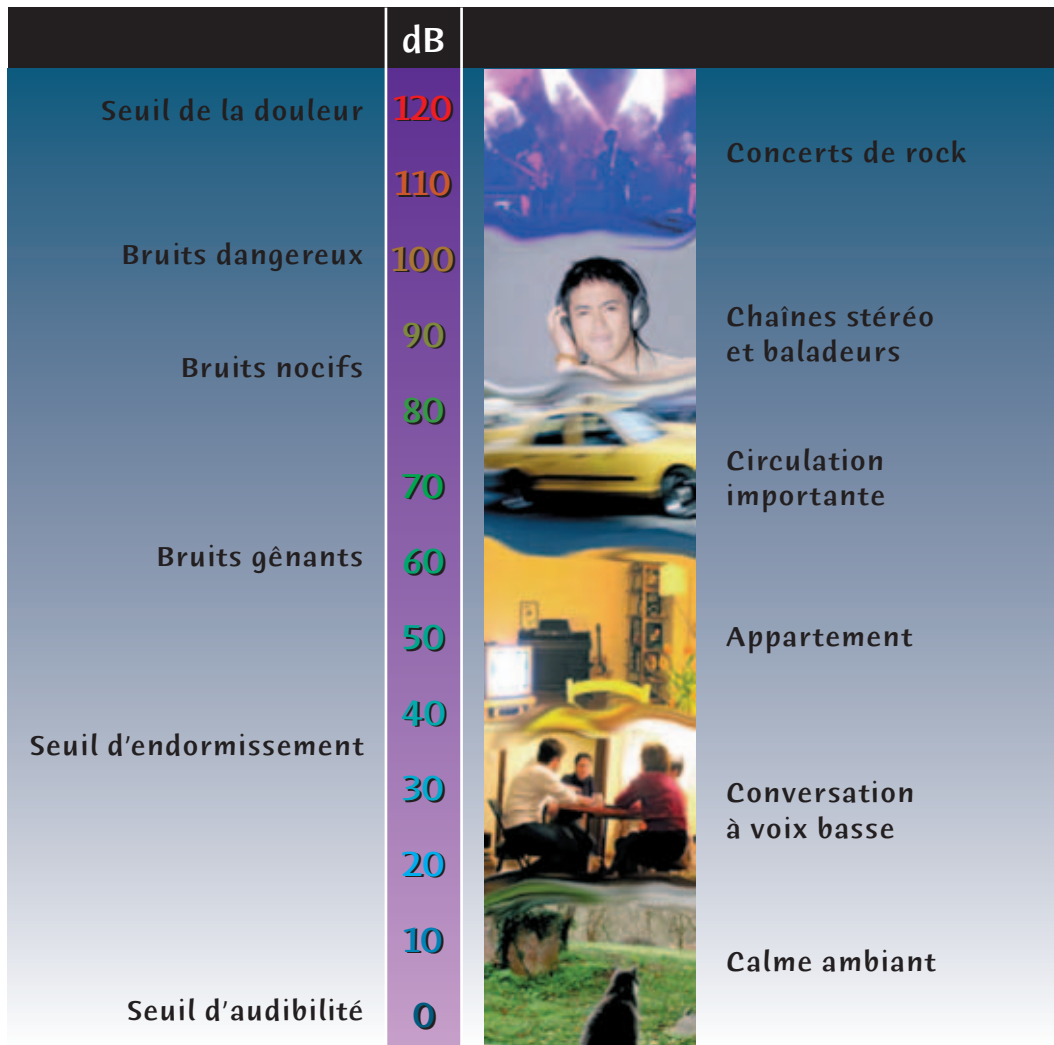 dB
Seuil de la douleur
120
Concerts de rock
110
Bruits dangereux
100
Chaînes stéréo
et baladeurs
90
Bruits nocifs
80
Circulation
importante
70
Bruits gênants
60
50
Appartement
40
Seuil d'endormissement
30
Conversation
à voix basse
20
10
Calme ambiant
Seuil d'audibilité
0